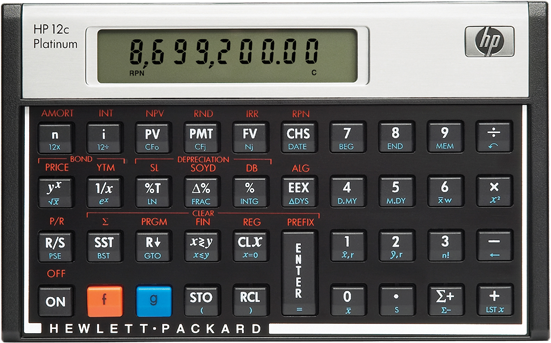 HP 12c
Platinum
8,699,200.00
RPN C
hp
AMORT INT NPV RND IRR RPN
n i PV PMT FV CHS 7 8 9 ÷
12× 12÷ CFo CFj Nj DATE BEG END MEM ↶
BOND DEPRECIATION
PRICE YTM SL SOYD DB ALG
yˣ 1/x %T Δ% % EEX 4 5 6 ×
√x eˣ LN FRAC INTG ΔDYS D.MY M.DY x̄w x²
CLEAR
P/R Σ PRGM FIN REG PREFIX
R/S SST R↓ x≷y CLX ENTER 1 2 3 −
PSE BST GTO x≤y x=0 = x̂,r ŷ,r n! ←
OFF
ON f g STO RCL 0 • Σ+ +
( ) x̄ S Σ− LST x
HEWLETT•PACKARD